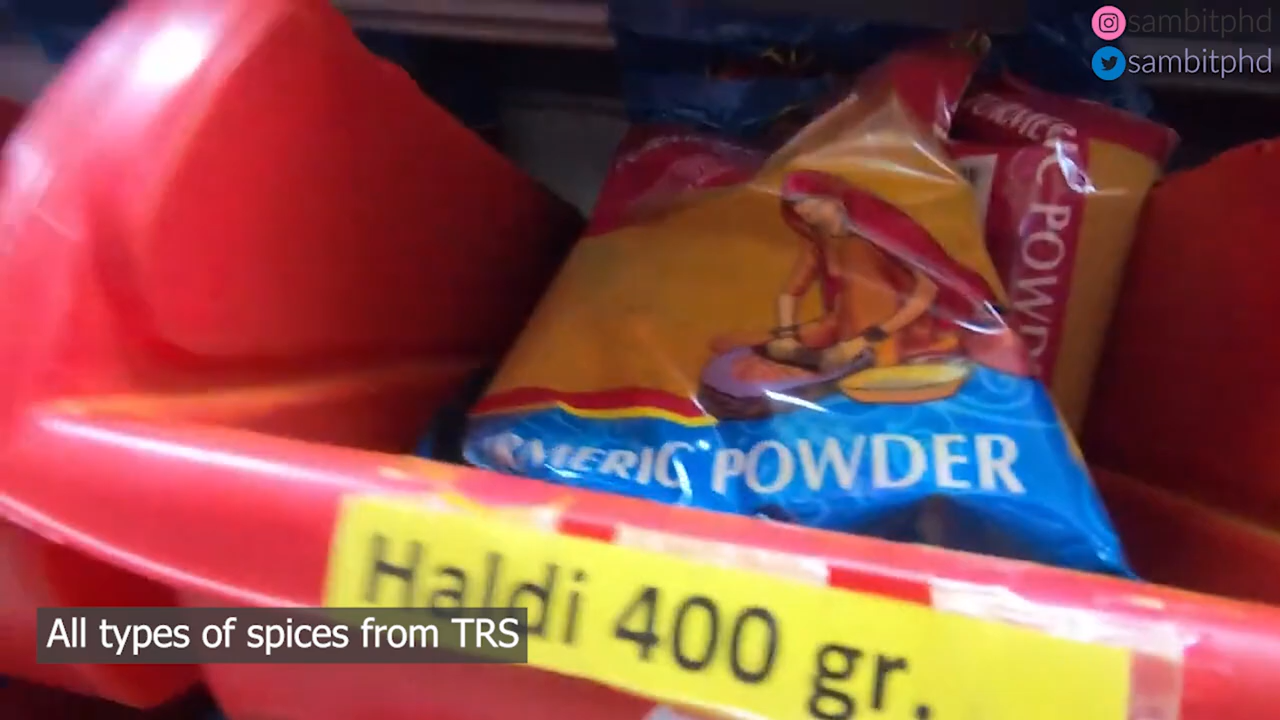 sambitphd
sambitphd
POWDER
Haldi 400 gr.
All types of spices from TRS